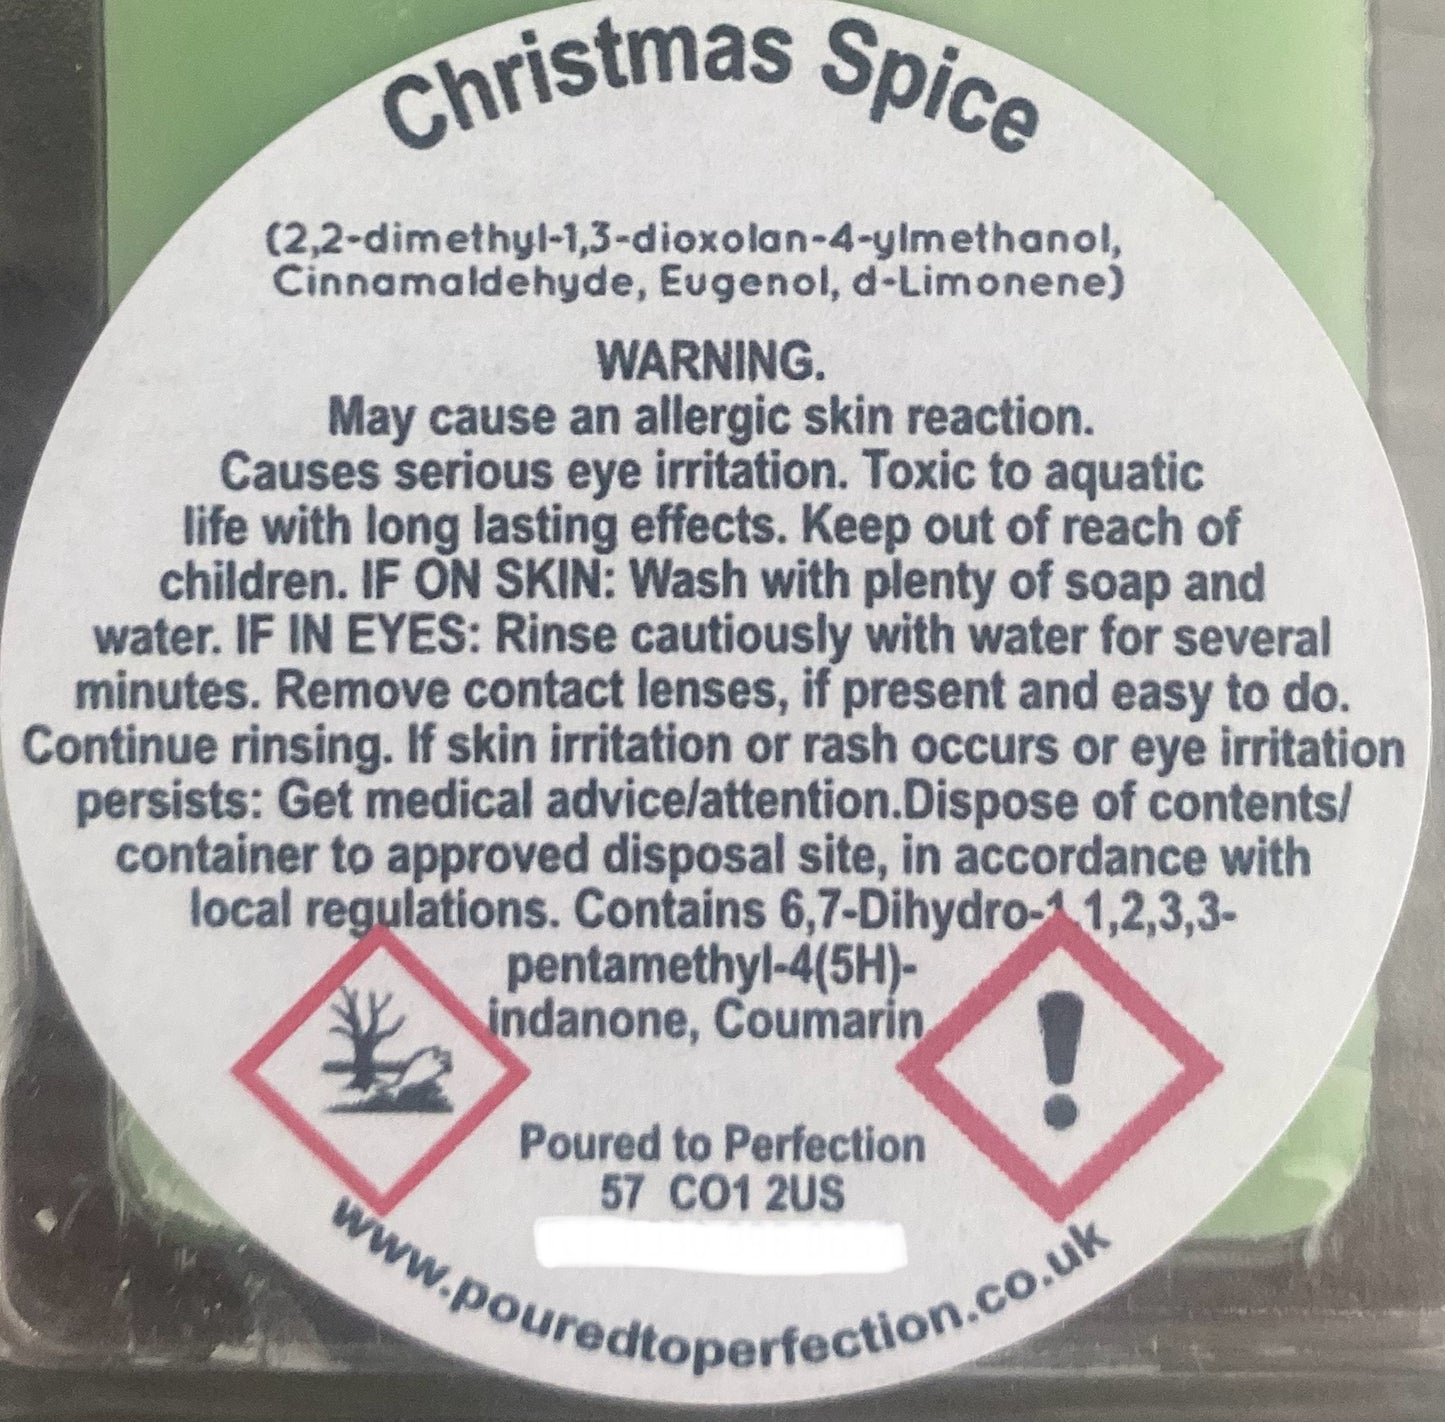 Christmas Spice
(2,2-dimethyl-1,3-dioxolan-4-ylmethanol,
Cinnamaldehyde, Eugenol, d-Limonene)
WARNING.
May cause an allergic skin reaction.
Causes serious eye irritation. Toxic to aquatic
life with long lasting effects. Keep out of reach of
children. IF ON SKIN: Wash with plenty of soap and
water. IF IN EYES: Rinse cautiously with water for several
minutes. Remove contact lenses, if present and easy to do.
Continue rinsing. If skin irritation or rash occurs or eye irritation
persists: Get medical advice/attention.Dispose of contents/
container to approved disposal site, in accordance with
local regulations. Contains 6,7-Dihydro-1,1,2,3,3-
pentamethyl-4(5H)-
indanone, Coumarin
Poured to Perfection
57 CO1 2US
www.pouredtoperfection.co.uk